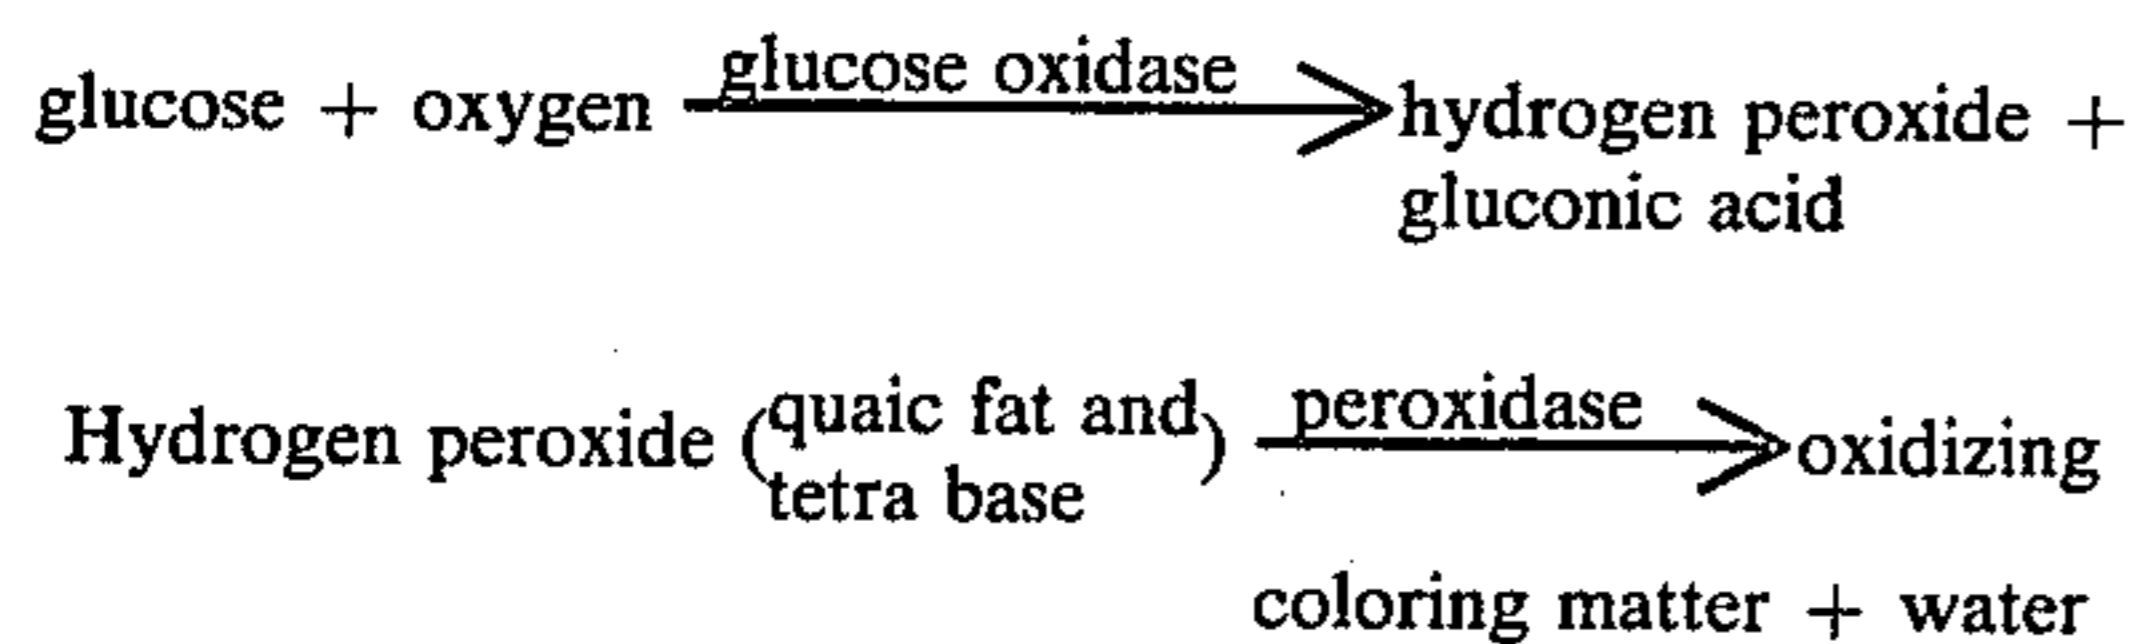 glucose oxidase
glucose + oxygen ⟶ hydrogen peroxide +
gluconic acid
quaic fat and peroxidase
Hydrogen peroxide ( ) ⟶ oxidizing
tetra base
coloring matter + water